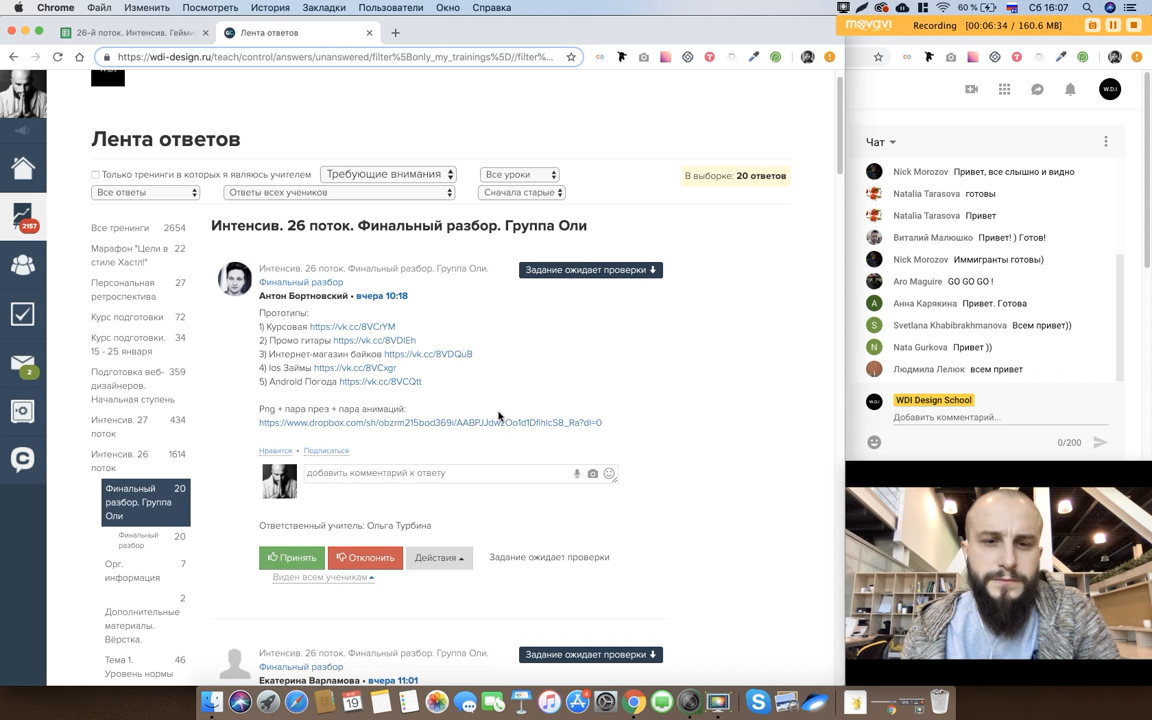 Chrome Файл Изменить Посмотреть История Закладки Пользователи Окно Справка
60 % Сб 16:07
movavi Recording [00:06:34 / 160.6 MB]
26-й поток. Интенсив. Гейми
Лента ответов
https://wdi-design.ru/teach/control/answers/unanswered/filter%5Bonly_my_trainings%5D//filter%...
W.D.I
Лента ответов
Только тренинги в которых я являюсь учителем Требующие внимания Все уроки
В выборке: 20 ответов
Все ответы Ответы всех учеников Сначала старые
2157
2
Все тренинги 2654
Марафон "Цели в 22
стиле Хастл!"
Персональная 27
ретроспектива
Курс подготовки 72
Курс подготовки. 34
15 - 25 января
Подготовка веб- 359
дизайнеров.
Начальная ступень
Интенсив. 27 434
поток
Интенсив. 26 1614
поток
Финальный 20
разбор. Группа
Оли
Финальный 20
разбор
Орг. 7
информация
2
Дополнительные
материалы.
Вёрстка.
Тема 1. 46
Уровень нормы
Интенсив. 26 поток. Финальный разбор. Группа Оли
Интенсив. 26 поток. Финальный разбор. Группа Оли.
Задание ожидает проверки
Финальный разбор
Антон Бортновский • вчера 10:18
Прототипы:
1) Курсовая https://vk.cc/8VCrYM
2) Промо гитары https://vk.cc/8VDIEh
3) Интернет-магазин байков https://vk.cc/8VDQuB
4) Ios Займы https://vk.cc/8VCxgr
5) Android Погода https://vk.cc/8VCQtt
Png + пара през + пара анимаций:
Нравится • Подписаться
добавить комментарий к ответу
Ответственный учитель: Ольга Турбина
Принять Отклонить Действия Задание ожидает проверки
Виден всем ученикам
Интенсив. 26 поток. Финальный разбор. Группа Оли.
Задание ожидает проверки
Финальный разбор
Екатерина Варламова • вчера 11:01
Чат
Nick Morozov Привет, все слышно и видно
Natalia Tarasova готовы
Natalia Tarasova Привет
Виталий Малюшко Привет! ) Готов!
Nick Morozov Иммигранты готовы)
Aro Maguire GO GO GO !
Анна Карякина Привет. Готова
Svetlana Khabibrakhmanova Всем привет))
Nata Gurkova Привет ))
Людмила Лелюк всем привет
WDI Design School
Добавить комментарий...
0/200
19